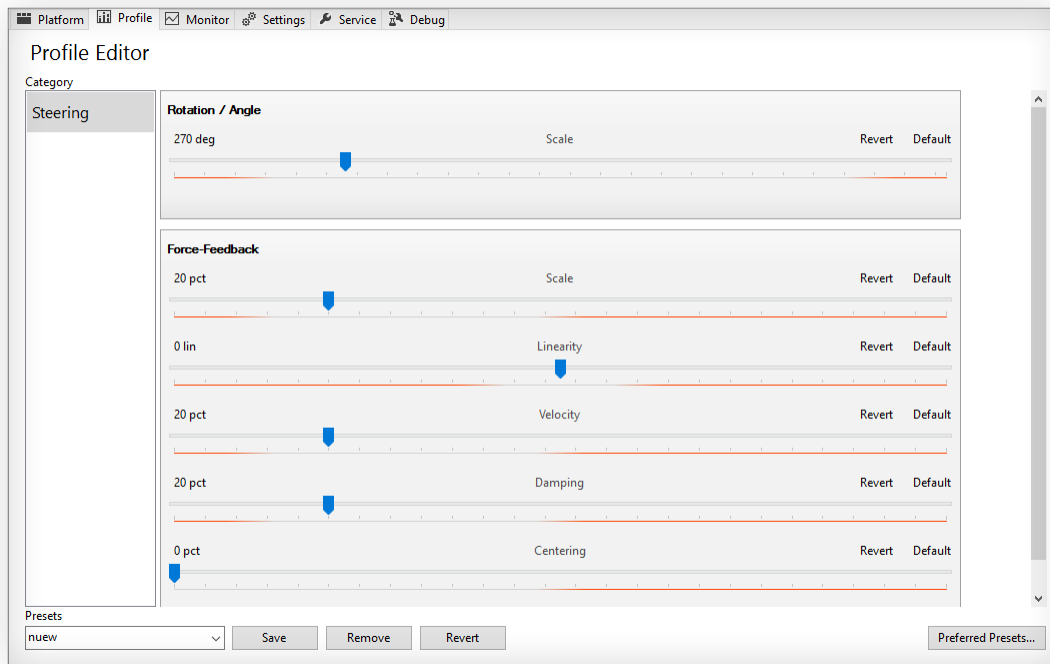 Platform Profile Monitor Settings Service Debug
Profile Editor
Category
Steering
Rotation / Angle
270 deg Scale Revert Default
Force-Feedback
20 pct Scale Revert Default
0 lin Linearity Revert Default
20 pct Velocity Revert Default
20 pct Damping Revert Default
0 pct Centering Revert Default
Presets
nuew Save Remove Revert Preferred Presets...